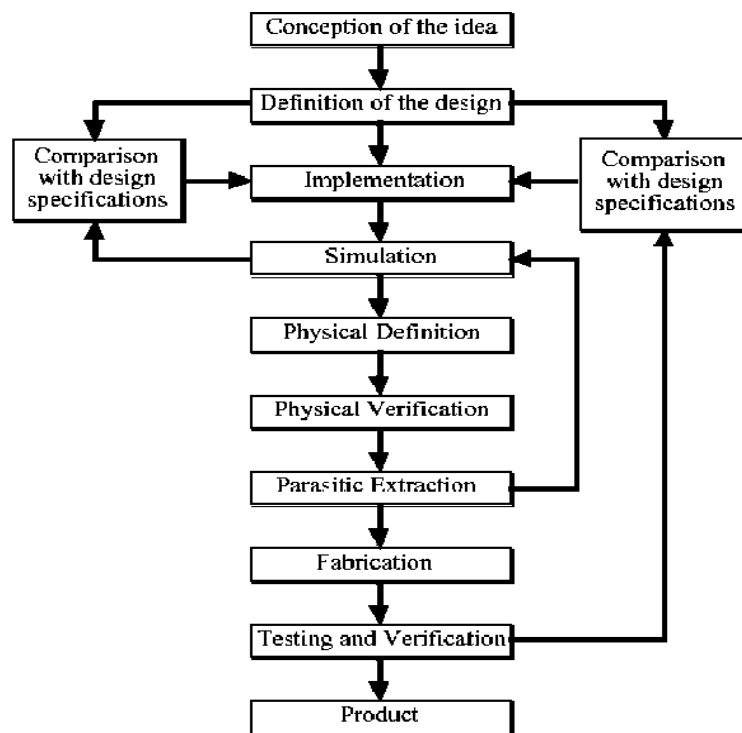 Conception of the idea
Definition of the design
Comparison
with design
specifications
Implementation
Comparison
with design
specifications
Simulation
Physical Definition
Physical Verification
Parasitic Extraction
Fabrication
Testing and Verification
Product